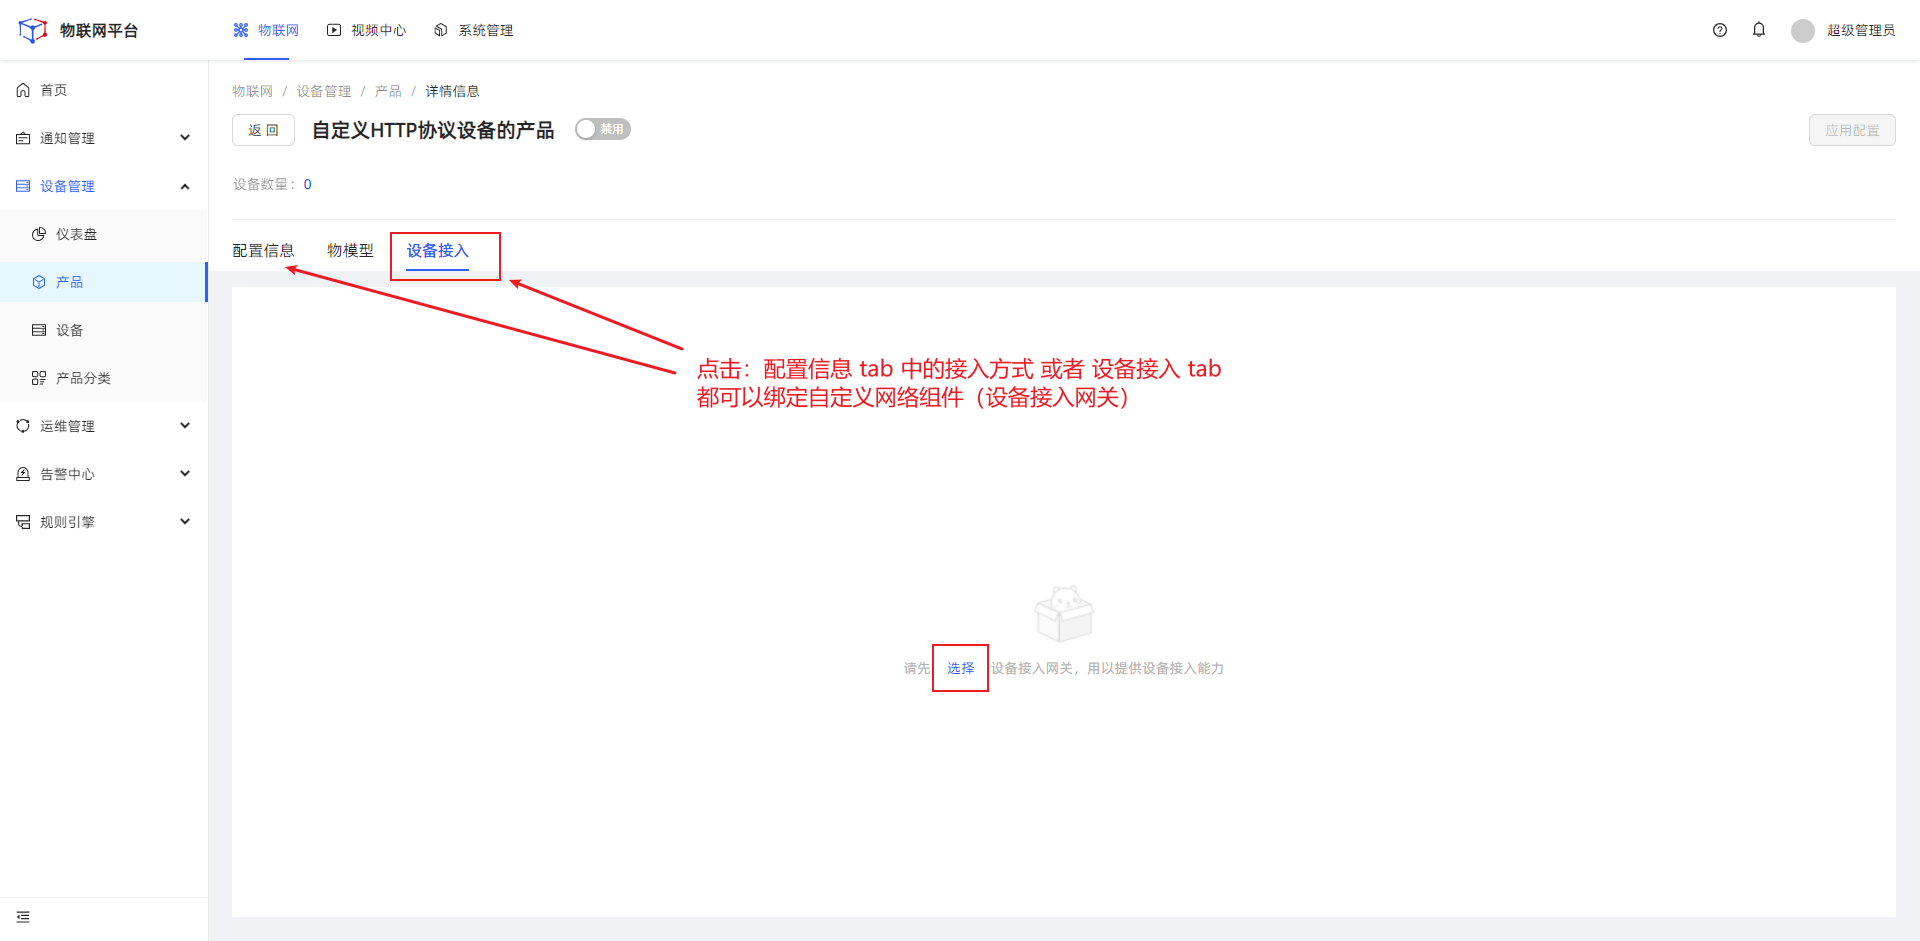 物联网平台
物联网
视频中心
系统管理
超级管理员
首页
通知管理
设备管理
仪表盘
产品
设备
产品分类
运维管理
告警中心
规则引擎
物联网 / 设备管理 / 产品 / 详情信息
返 回
自定义HTTP协议设备的产品
禁用
应用配置
设备数量: 0
配置信息
物模型
设备接入
点击：配置信息 tab 中的接入方式 或者 设备接入 tab
都可以绑定自定义网络组件（设备接入网关）
请先 选择 设备接入网关，用以提供设备接入能力